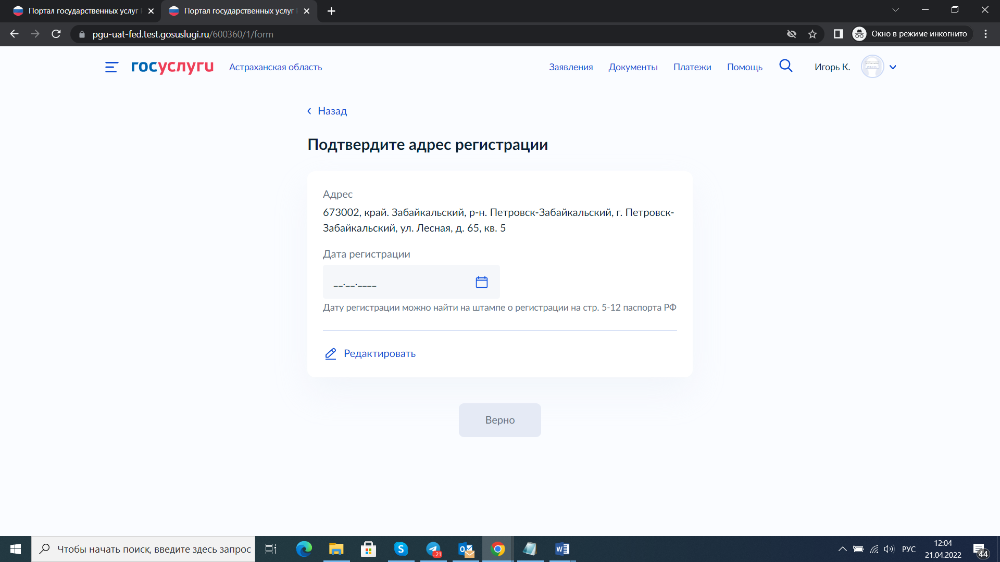 Портал государственных услуг
Портал государственных услуг
pgu-uat-fed.test.gosuslugi.ru/600360/1/form
Окно в режиме инкогнито
госуслуги
Астраханская область
Заявления
Документы
Платежи
Помощь
Игорь К.
Назад
Подтвердите адрес регистрации
Адрес
673002, край. Забайкальский, р-н. Петровск-Забайкальский, г. Петровск-
Забайкальский, ул. Лесная, д. 65, кв. 5
Дата регистрации
__.__.____
Дату регистрации можно найти на штампе о регистрации на стр. 5-12 паспорта РФ
Редактировать
Верно
Чтобы начать поиск, введите здесь запрос
..21
РУС
12:04
21.04.2022
44